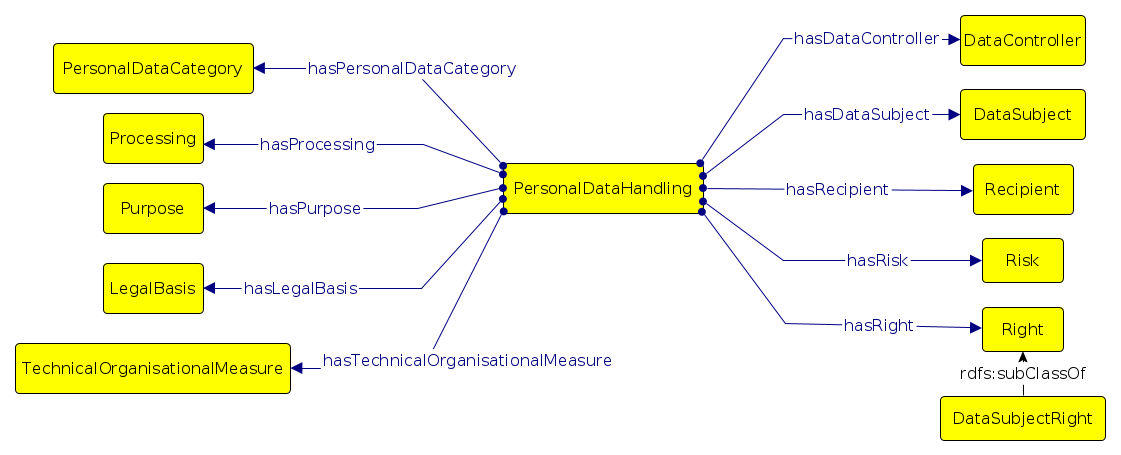 DataController
hasDataController
PersonalDataCategory
hasPersonalDataCategory
DataSubject
hasDataSubject
Processing
hasProcessing
PersonalDataHandling
hasRecipient
Recipient
Purpose
hasPurpose
hasRisk
Risk
LegalBasis
hasLegalBasis
hasRight
Right
TechnicalOrganisationalMeasure
hasTechnicalOrganisationalMeasure
rdfs:subClassOf
DataSubjectRight